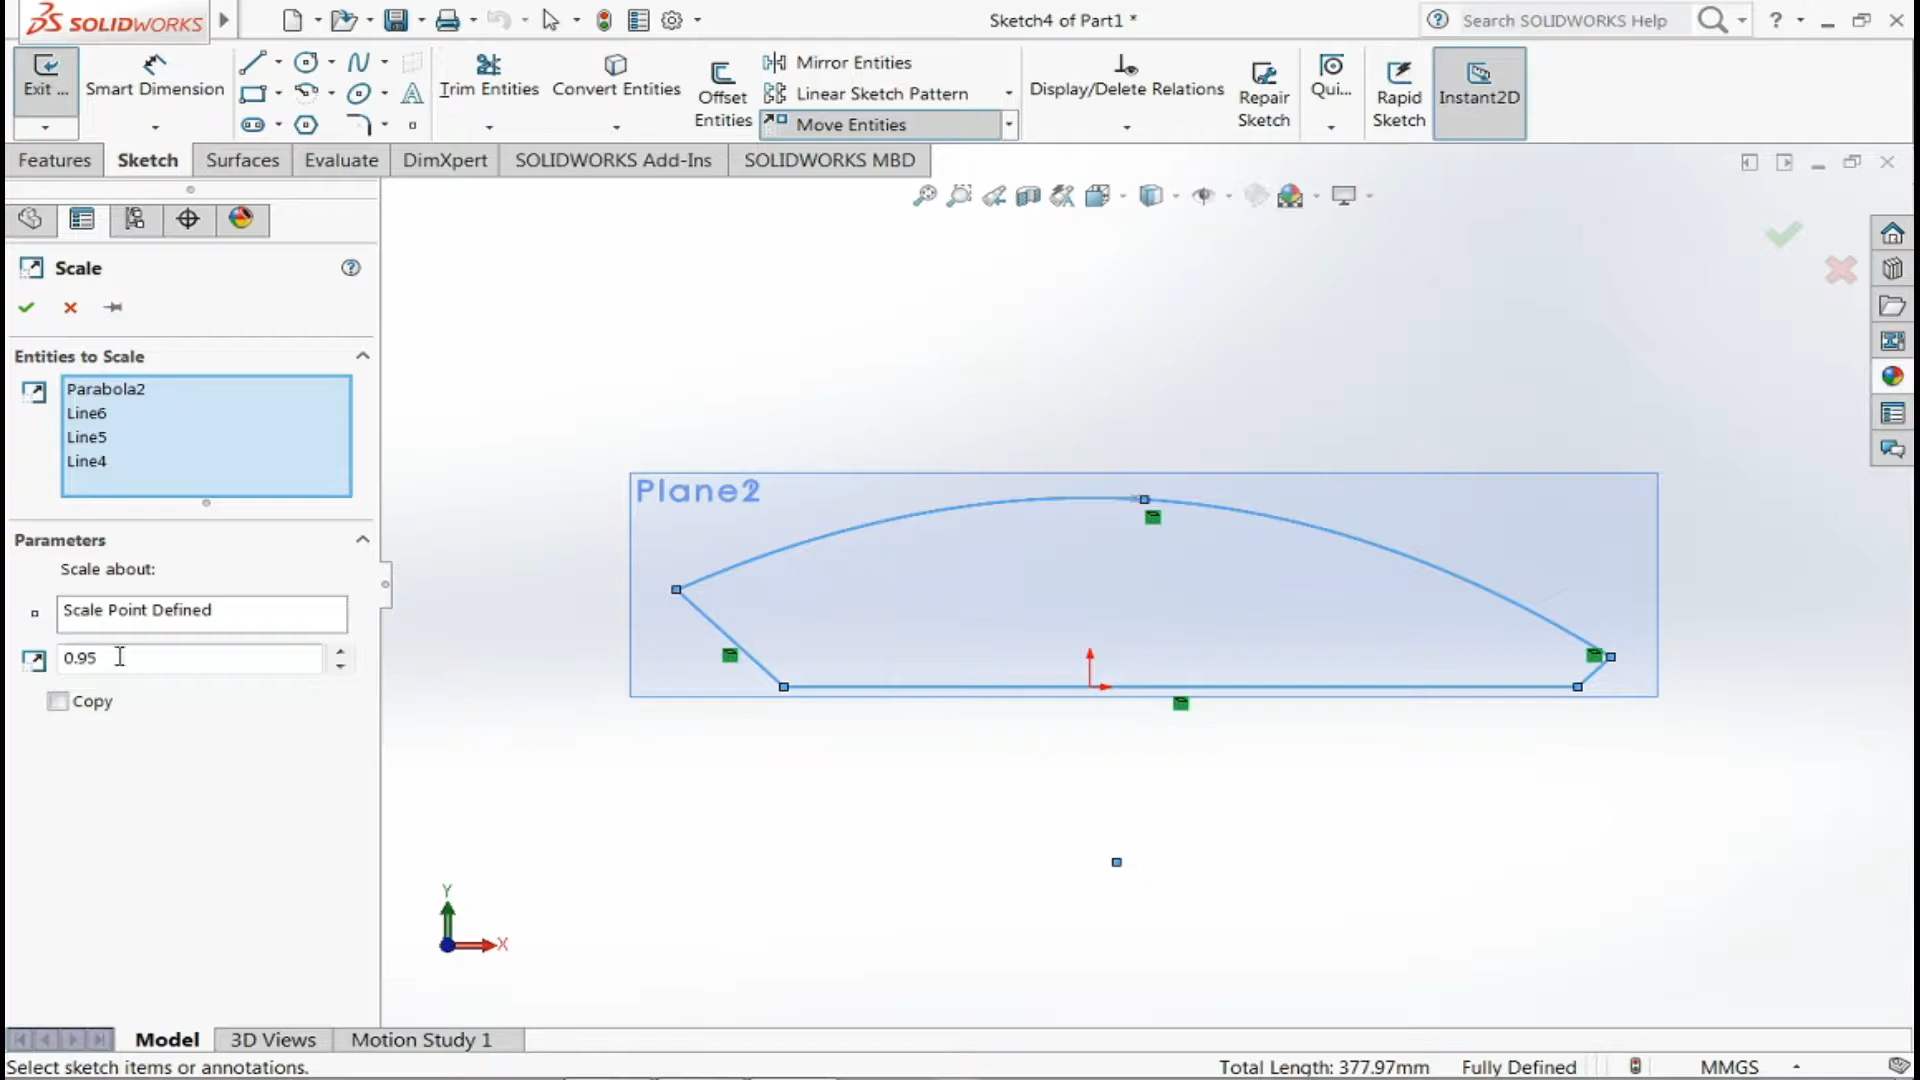 SOLIDWORKS
Sketch4 of Part1 *
Search SOLIDWORKS Help
Exit ...
Smart Dimension
Trim Entities
Convert Entities
Offset
Entities
Mirror Entities
Linear Sketch Pattern
Move Entities
Display/Delete Relations
Repair
Sketch
Qui...
Rapid
Sketch
Instant2D
Features
Sketch
Surfaces
Evaluate
DimXpert
SOLIDWORKS Add-Ins
SOLIDWORKS MBD
Scale
Entities to Scale
Parabola2
Line6
Line5
Line4
Parameters
Scale about:
Scale Point Defined
0.95
Copy
Plane2
Y
X
Model
3D Views
Motion Study 1
Select sketch items or annotations.
Total Length: 377.97mm
Fully Defined
MMGS